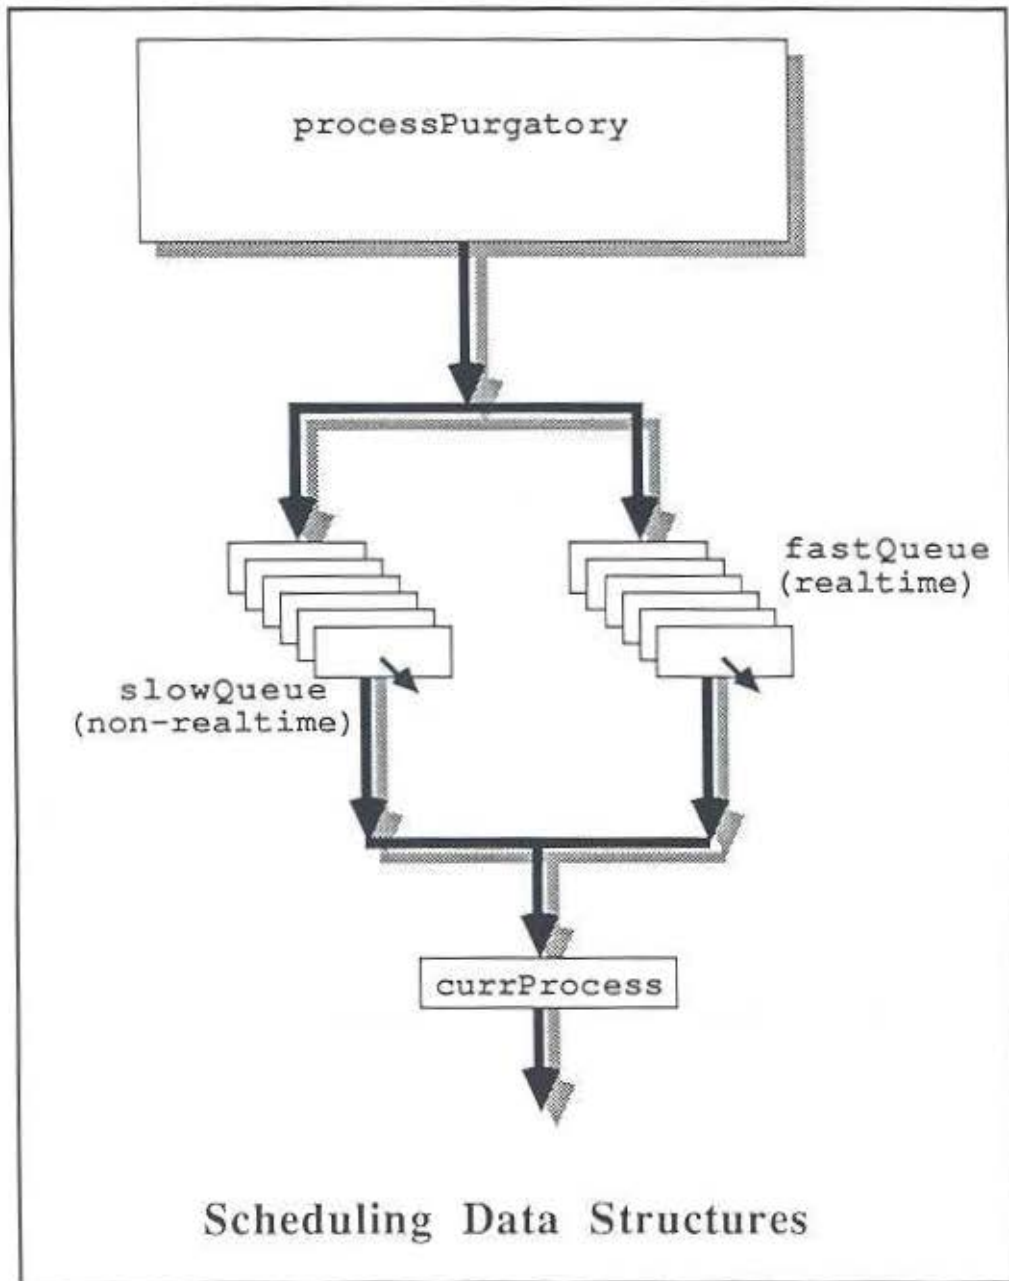 processPurgatory
fastQueue
(realtime)
slowQueue
(non-realtime)
currProcess
Scheduling Data Structures